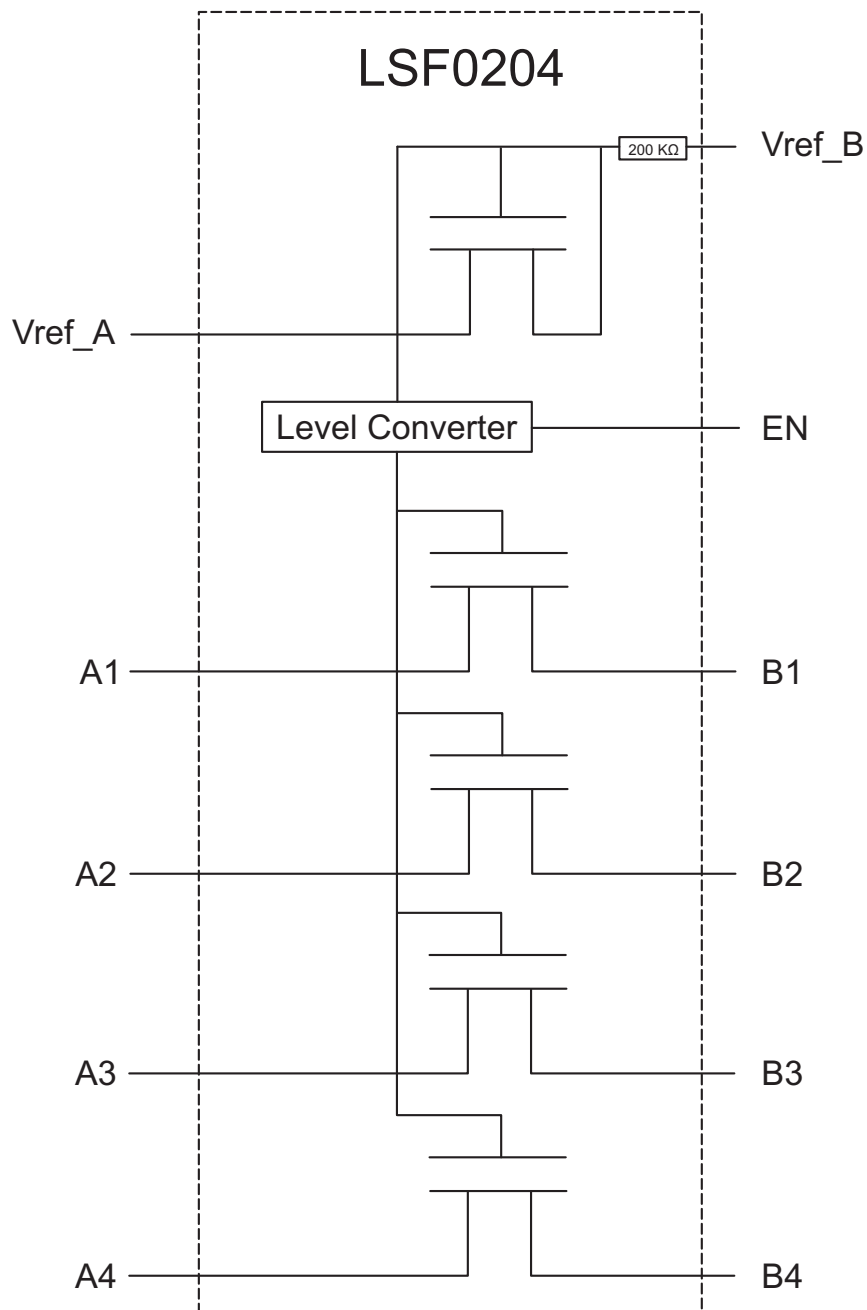 LSF0204
200 KΩ
Vref_B
Vref_A
Level Converter
EN
A1
B1
A2
B2
A3
B3
A4
B4